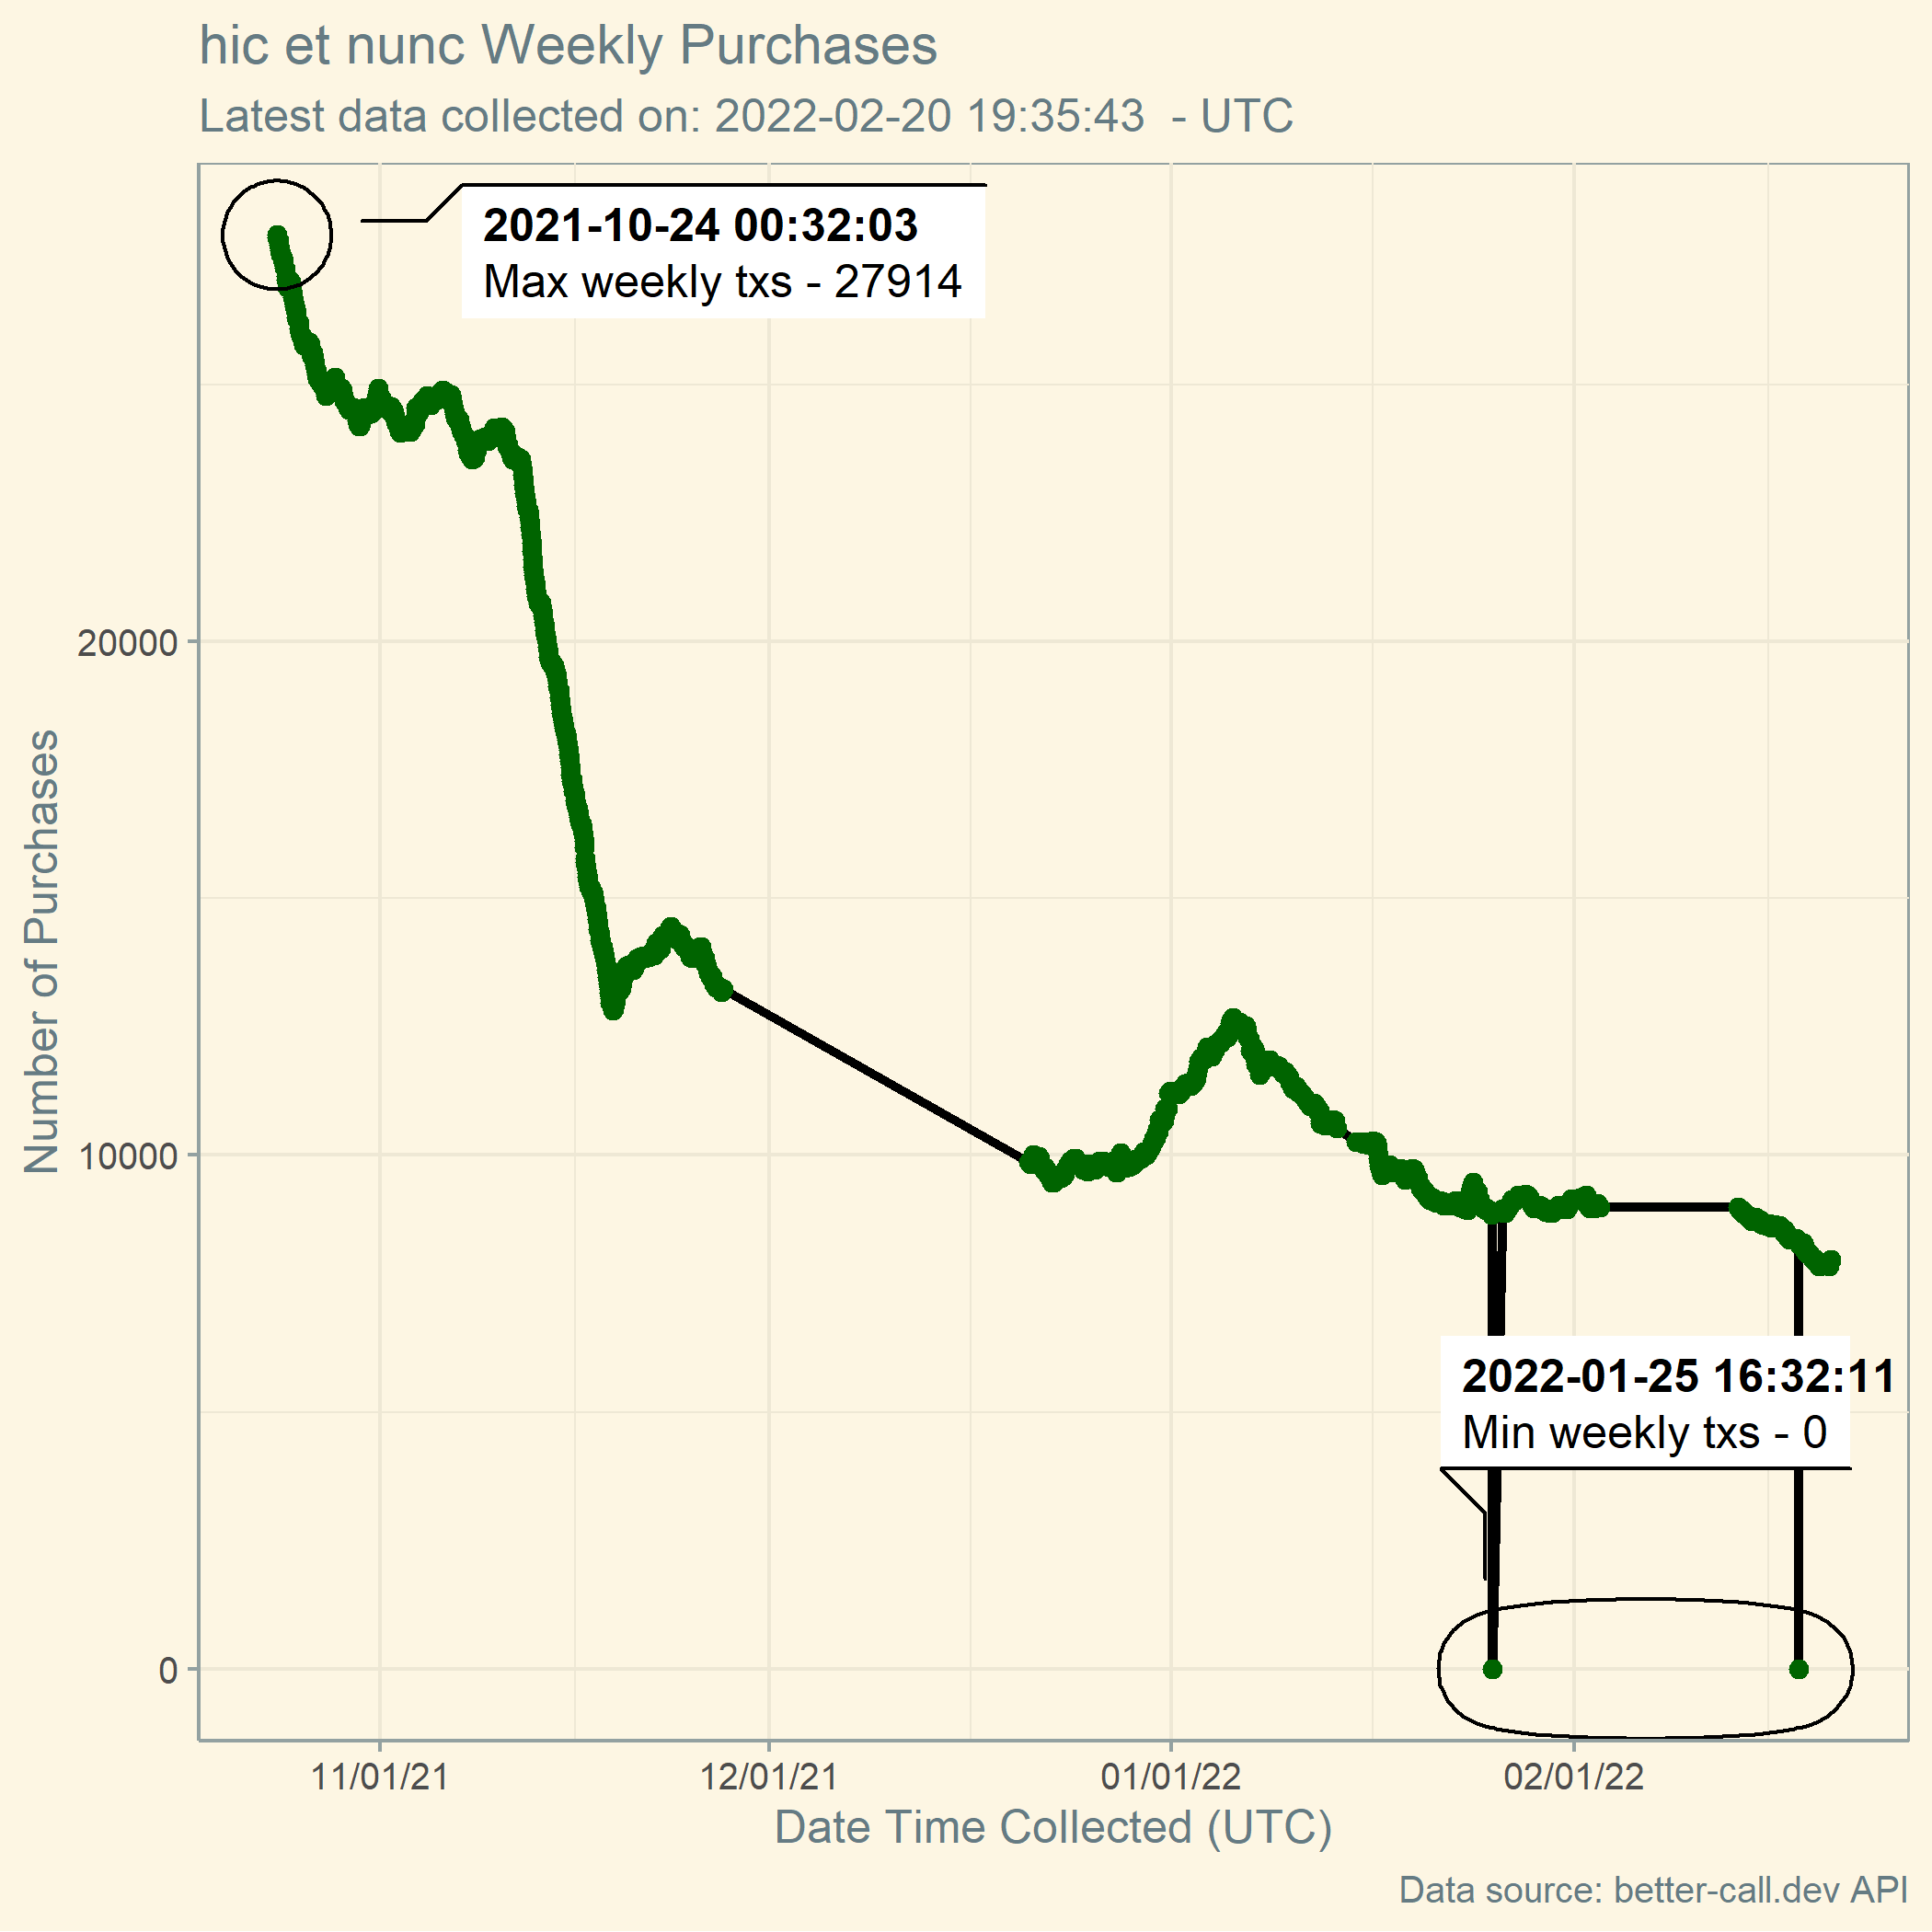 hic et nunc Weekly Purchases
Latest data collected on: 2022-02-20 19:35:43  - UTC
2021-10-24 00:32:03
Max weekly txs - 27914
20000
10000
0
Number of Purchases
2022-01-25 16:32:11
Min weekly txs - 0
11/01/21
12/01/21
01/01/22
02/01/22
Date Time Collected (UTC)
Data source: better-call.dev API